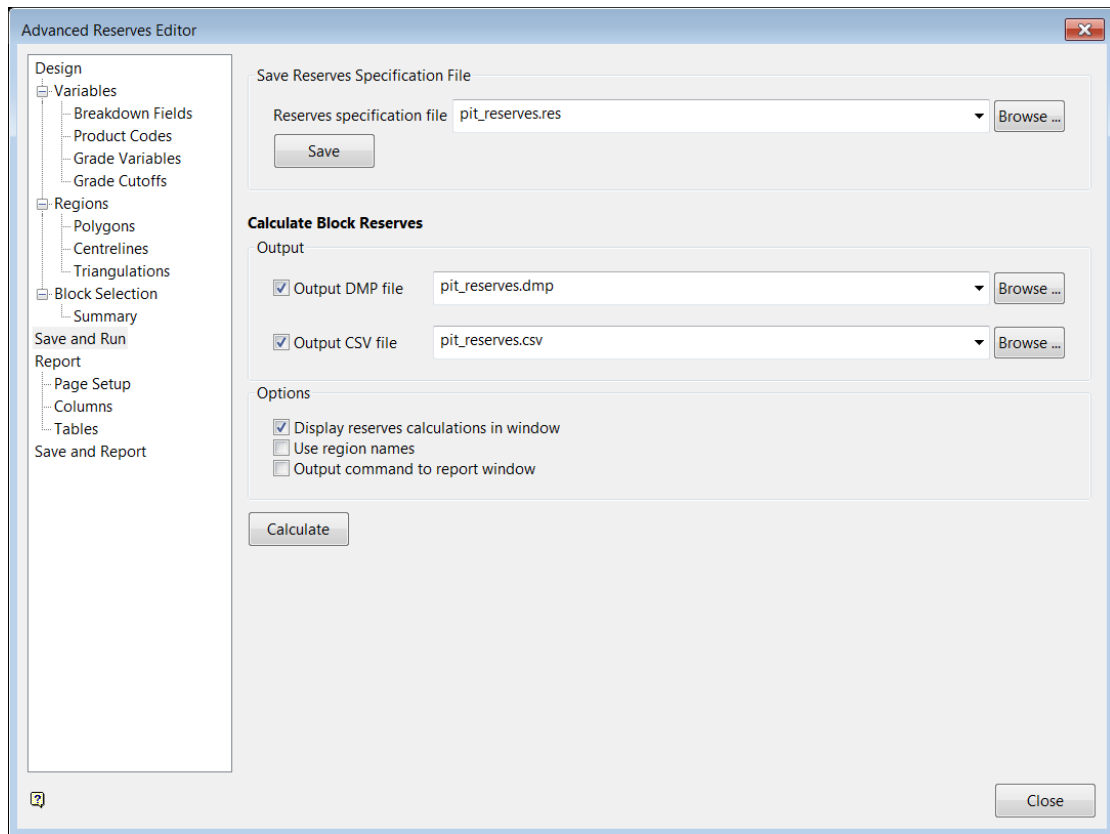 Advanced Reserves Editor
Design
Variables
Breakdown Fields
Product Codes
Grade Variables
Grade Cutoffs
Regions
Polygons
Centrelines
Triangulations
Block Selection
Summary
Save and Run
Report
Page Setup
Columns
Tables
Save and Report
Save Reserves Specification File
Reserves specification file pit_reserves.res Browse ...
Save
Calculate Block Reserves
Output
Output DMP file pit_reserves.dmp Browse ...
Output CSV file pit_reserves.csv Browse ...
Options
Display reserves calculations in window
Use region names
Output command to report window
Calculate
?
Close